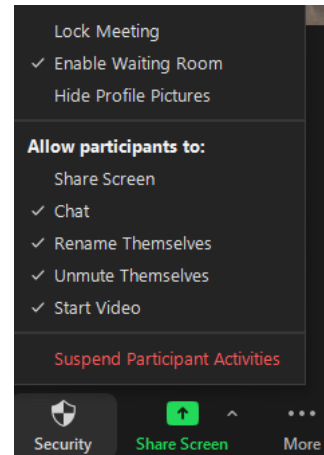 Lock Meeting
Enable Waiting Room
Hide Profile Pictures
Allow participants to:
Share Screen
Chat
Rename Themselves
Unmute Themselves
Start Video
Suspend Participant Activities
Security Share Screen More